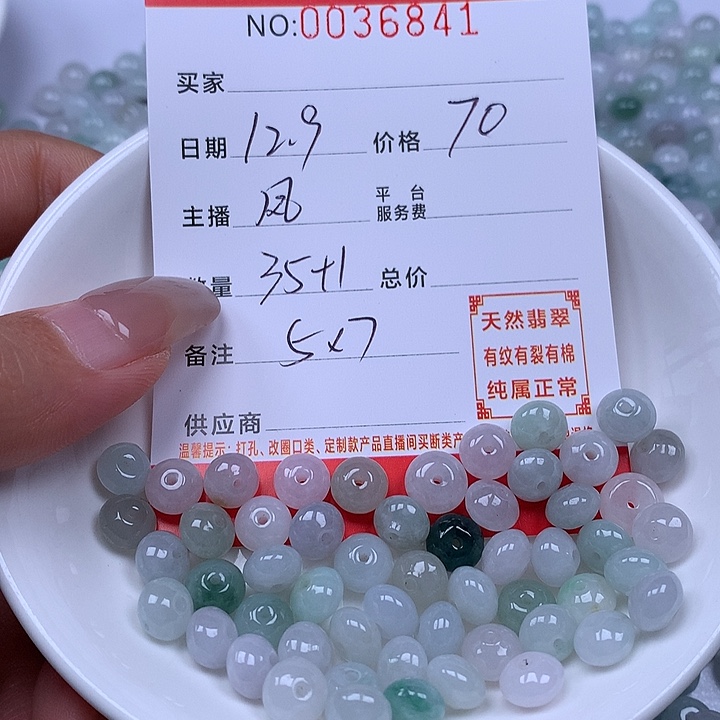 NO:0036841
买家
日期 12.9 价格 70
主播 凤 平台服务费
数量 35+1 总价
备注 5x7
天然翡翠
有纹有裂有棉
纯属正常
供应商
温馨提示：打孔、改圈口类、定制款产品直播间买断类产